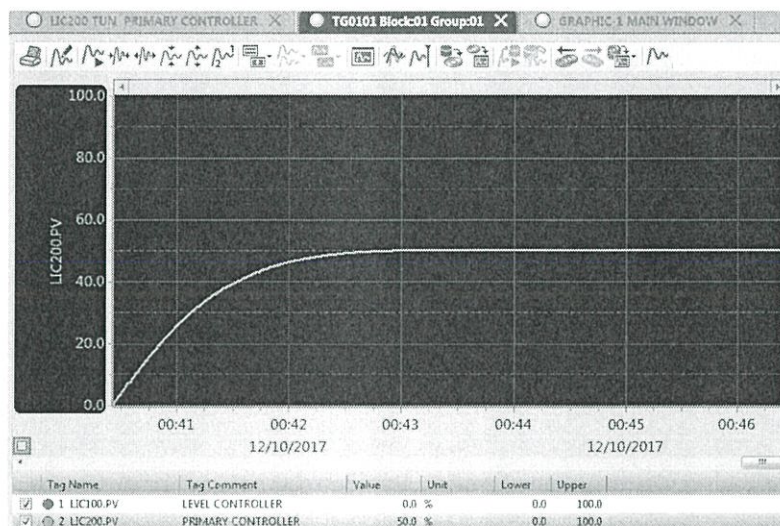 LIC200 TUN PRIMARY CONTROLLER
TG0101 Block:01 Group:01
GRAPHIC-1 MAIN WINDOW
100.0
80.0
60.0
40.0
20.0
0.0
LIC200.PV
00:41 00:42 00:43 00:44 00:45 00:46
12/10/2017 12/10/2017
Tag Name Tag Comment Value Unit Lower Upper
1 LIC100.PV LEVEL CONTROLLER 0.0 % 0.0 100.0
2 LIC200.PV PRIMARY CONTROLLER 50.0 % 0.0 100.0